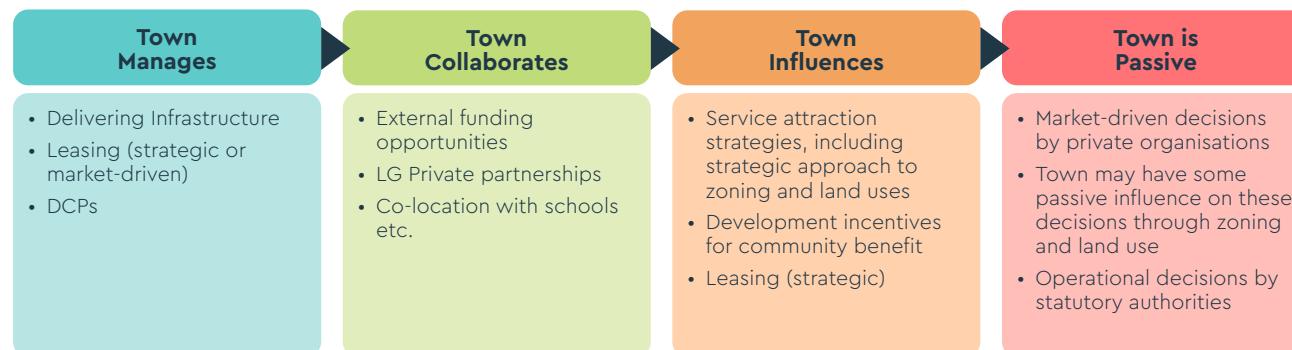 Town
Manages
• Delivering Infrastructure
• Leasing (strategic or
market-driven)
• DCPs
Town
Collaborates
• External funding
opportunities
• LG Private partnerships
• Co-location with schools
etc.
Town
Influences
• Service attraction
strategies, including
strategic approach to
zoning and land uses
• Development incentives
for community benefit
• Leasing (strategic)
Town is
Passive
• Market-driven decisions
by private organisations
• Town may have some
passive influence on these
decisions through zoning
and land use
• Operational decisions by
statutory authorities